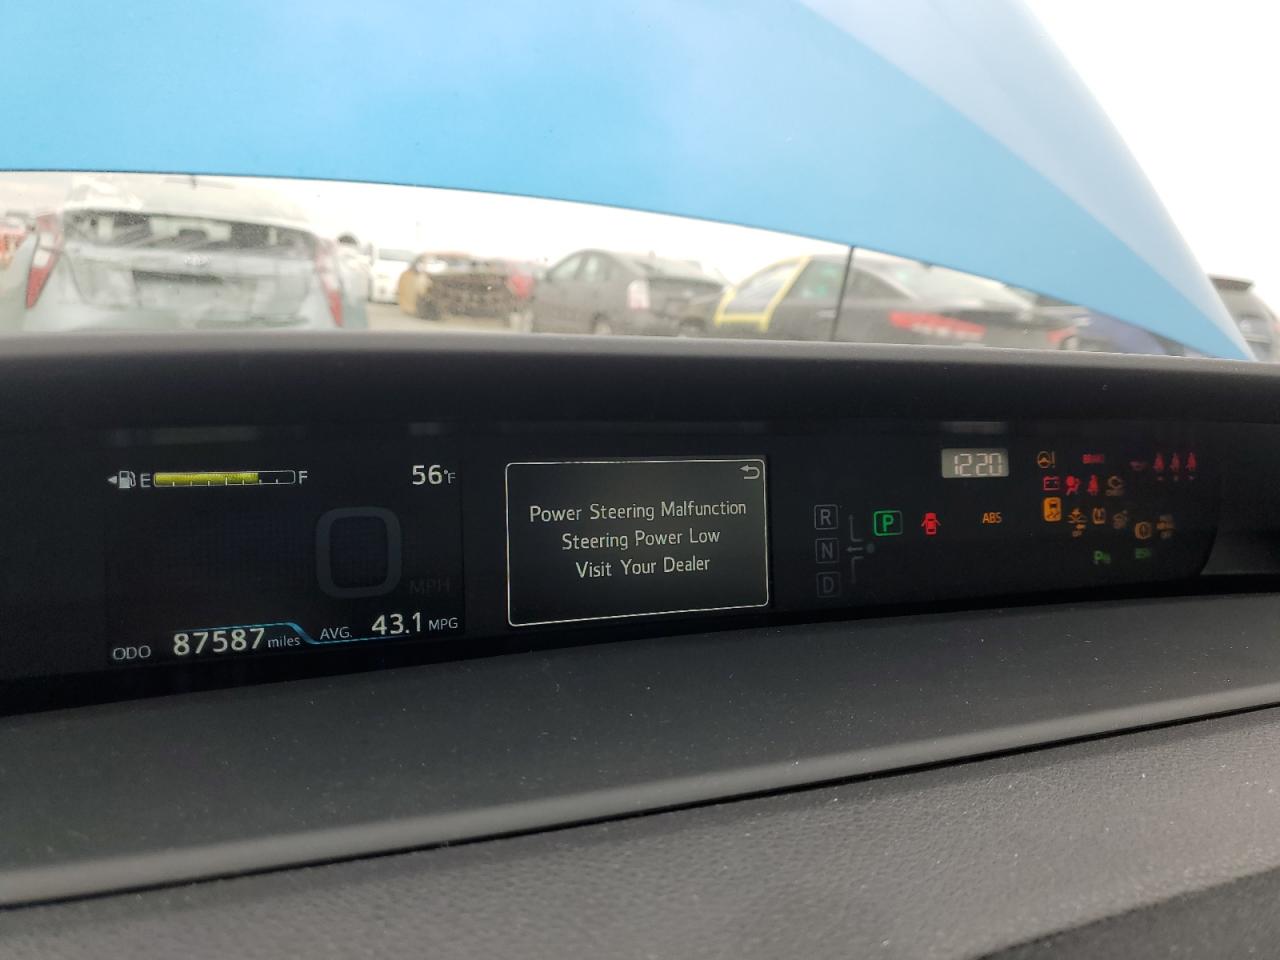 E F
56°F
12:20
Power Steering Malfunction
Steering Power Low
Visit Your Dealer
R
N
D
P
ABS
BRAKE
0
MPH
ODO 87587 miles
AVG. 43.1 MPG